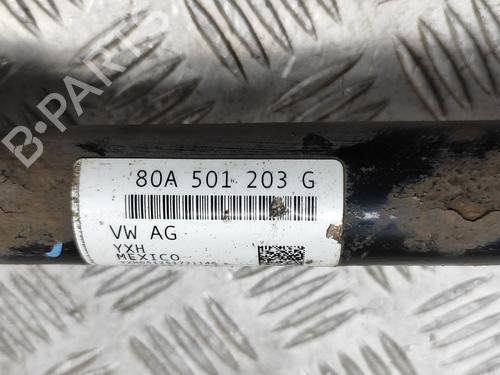 B-PARTS
80A 501 203 G
VW AG
YXH
MEXICO